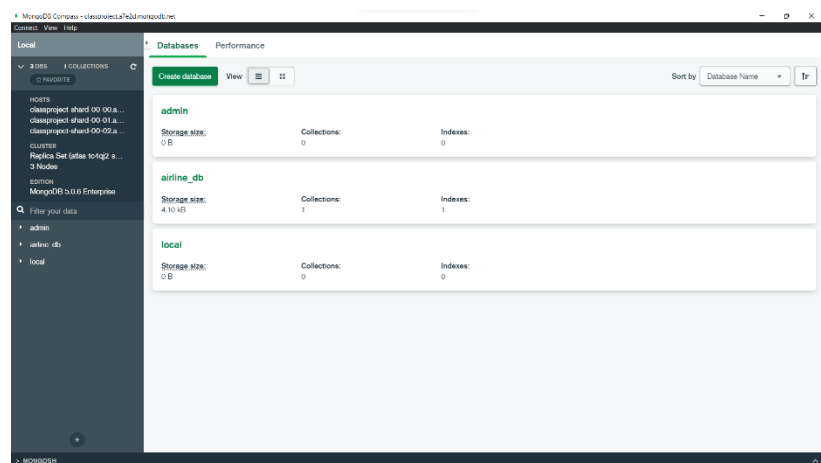 MongoDB Compass - classproject.a7e2d.mongodb.net
Connect View Help
Local
3 DBS 1 COLLECTIONS
FAVORITE
HOSTS
classproject-shard-00-00.a...
classproject-shard-00-01.a...
classproject-shard-00-02.a...
CLUSTER
Replica Set (atlas-tc4qj2-s...
3 Nodes
EDITION
MongoDB 5.0.6 Enterprise
Filter your data
admin
airline_db
local
> MONGOSH
Databases Performance
Create database View Sort by Database Name
admin
Storage size: Collections: Indexes:
0 B 0 0
airline_db
Storage size: Collections: Indexes:
4.10 kB 1 1
local
Storage size: Collections: Indexes:
0 B 0 0